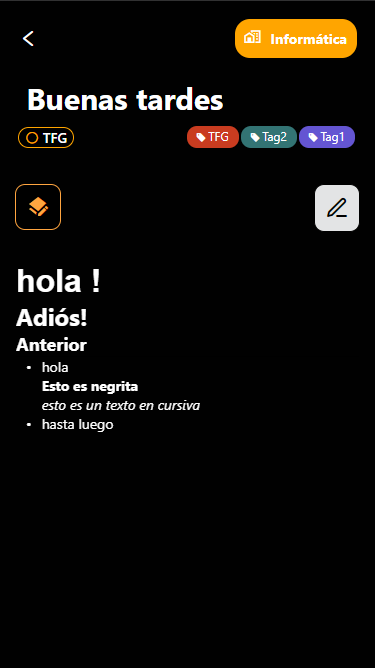 Informática
Buenas tardes
TFG TFG Tag2 Tag1
hola !
Adiós!
Anterior
• hola
Esto es negrita
esto es un texto en cursiva
• hasta luego